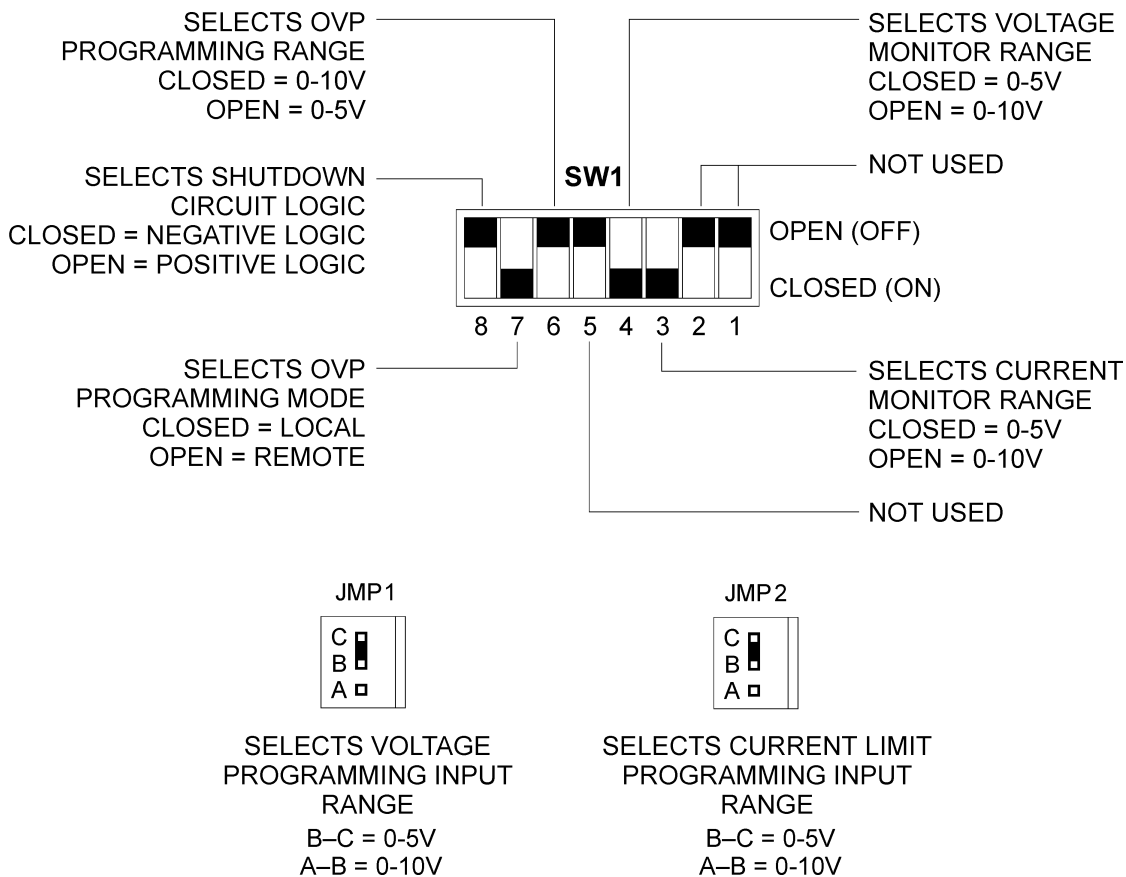 SELECTS OVP
PROGRAMMING RANGE
CLOSED = 0-10V
OPEN = 0-5V
SELECTS VOLTAGE
MONITOR RANGE
CLOSED = 0-5V
OPEN = 0-10V
SELECTS SHUTDOWN
CIRCUIT LOGIC
CLOSED = NEGATIVE LOGIC
OPEN = POSITIVE LOGIC
SW1
NOT USED
OPEN (OFF)
CLOSED (ON)
8 7 6 5 4 3 2 1
SELECTS OVP
PROGRAMMING MODE
CLOSED = LOCAL
OPEN = REMOTE
SELECTS CURRENT
MONITOR RANGE
CLOSED = 0-5V
OPEN = 0-10V
NOT USED
JMP1
C
B
A
SELECTS VOLTAGE
PROGRAMMING INPUT
RANGE
B–C = 0-5V
A–B = 0-10V
JMP2
C
B
A
SELECTS CURRENT LIMIT
PROGRAMMING INPUT
RANGE
B–C = 0-5V
A–B = 0-10V